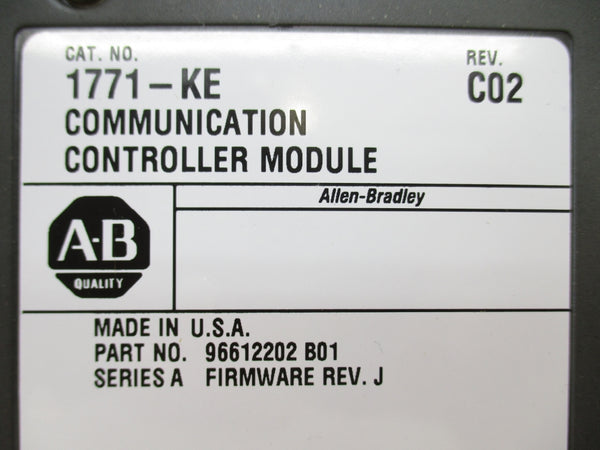 CAT. NO.
1771-KE
REV.
C02
COMMUNICATION
CONTROLLER MODULE
Allen-Bradley
A-B
QUALITY
MADE IN U.S.A.
PART NO. 96612202 B01
SERIES A FIRMWARE REV. J